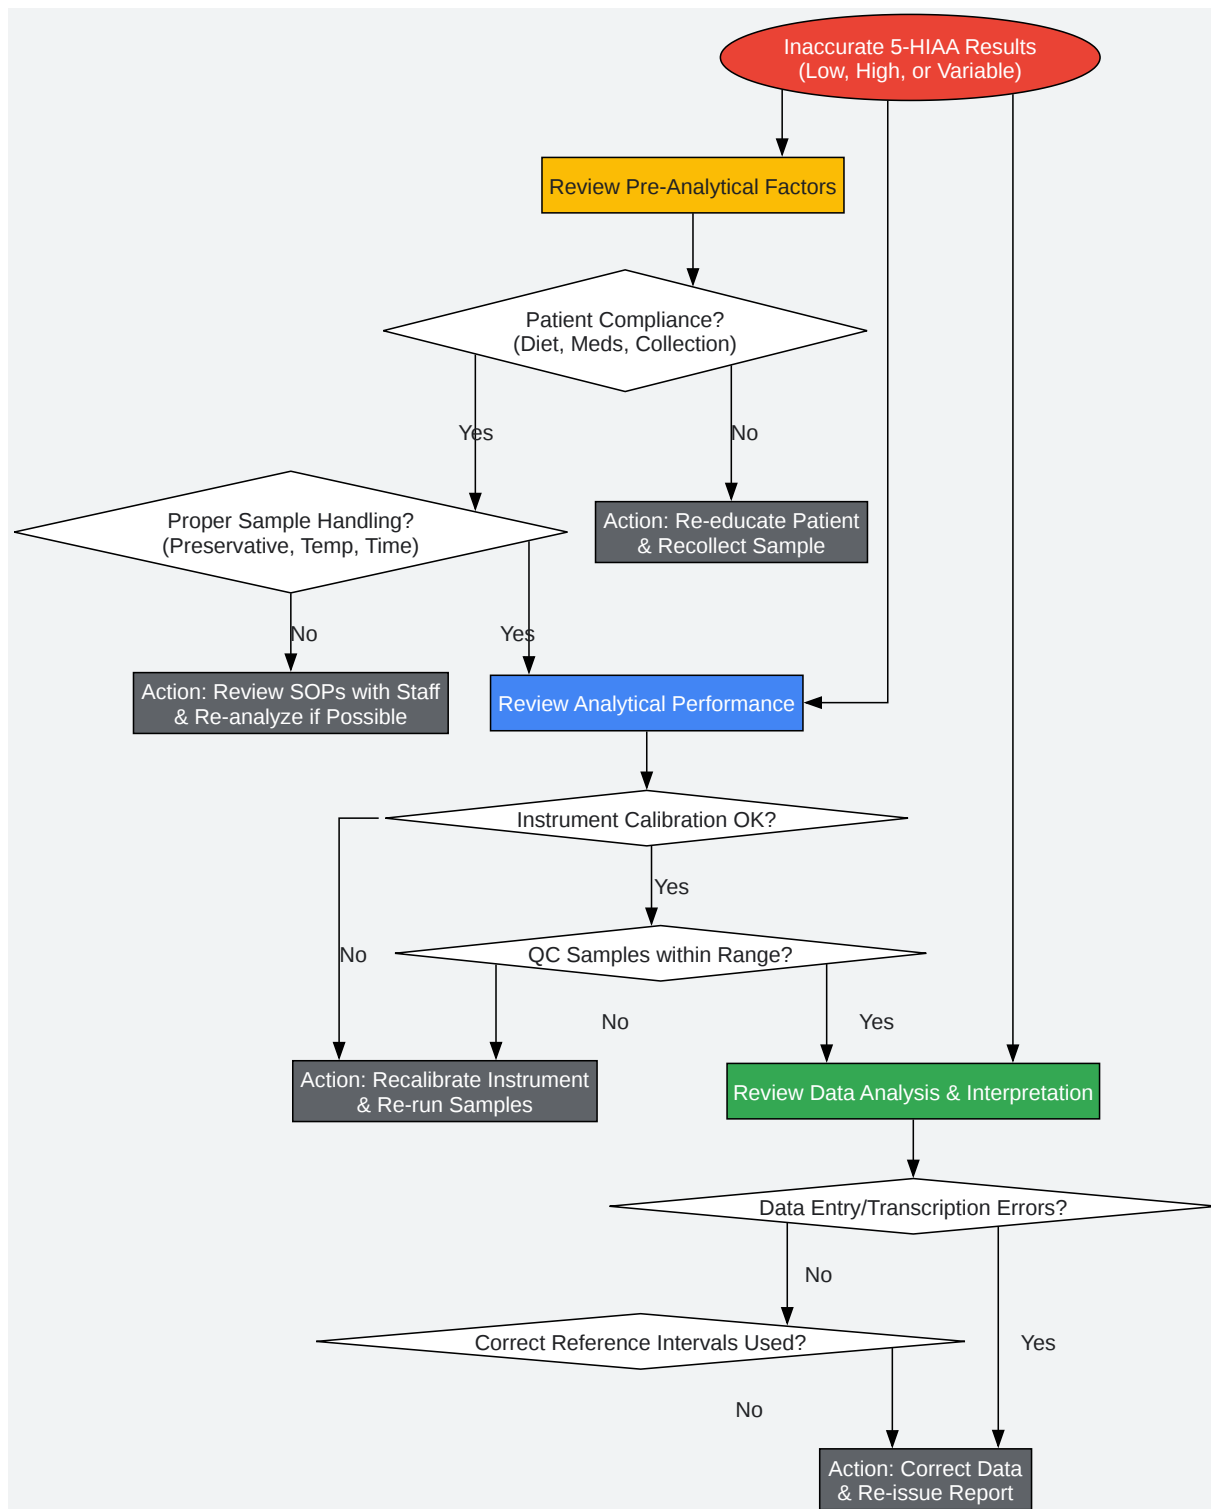 Inaccurate 5-HIAA Results
(Low, High, or Variable)
Review Pre-Analytical Factors
Patient Compliance?
(Diet, Meds, Collection)
Yes
No
Proper Sample Handling?
(Preservative, Temp, Time)
Action: Re-educate Patient
& Recollect Sample
No
Yes
Action: Review SOPs with Staff
& Re-analyze if Possible
Review Analytical Performance
Instrument Calibration OK?
Yes
No
QC Samples within Range?
No
Yes
Action: Recalibrate Instrument
& Re-run Samples
Review Data Analysis & Interpretation
Data Entry/Transcription Errors?
No
Correct Reference Intervals Used?
Yes
No
Action: Correct Data
& Re-issue Report